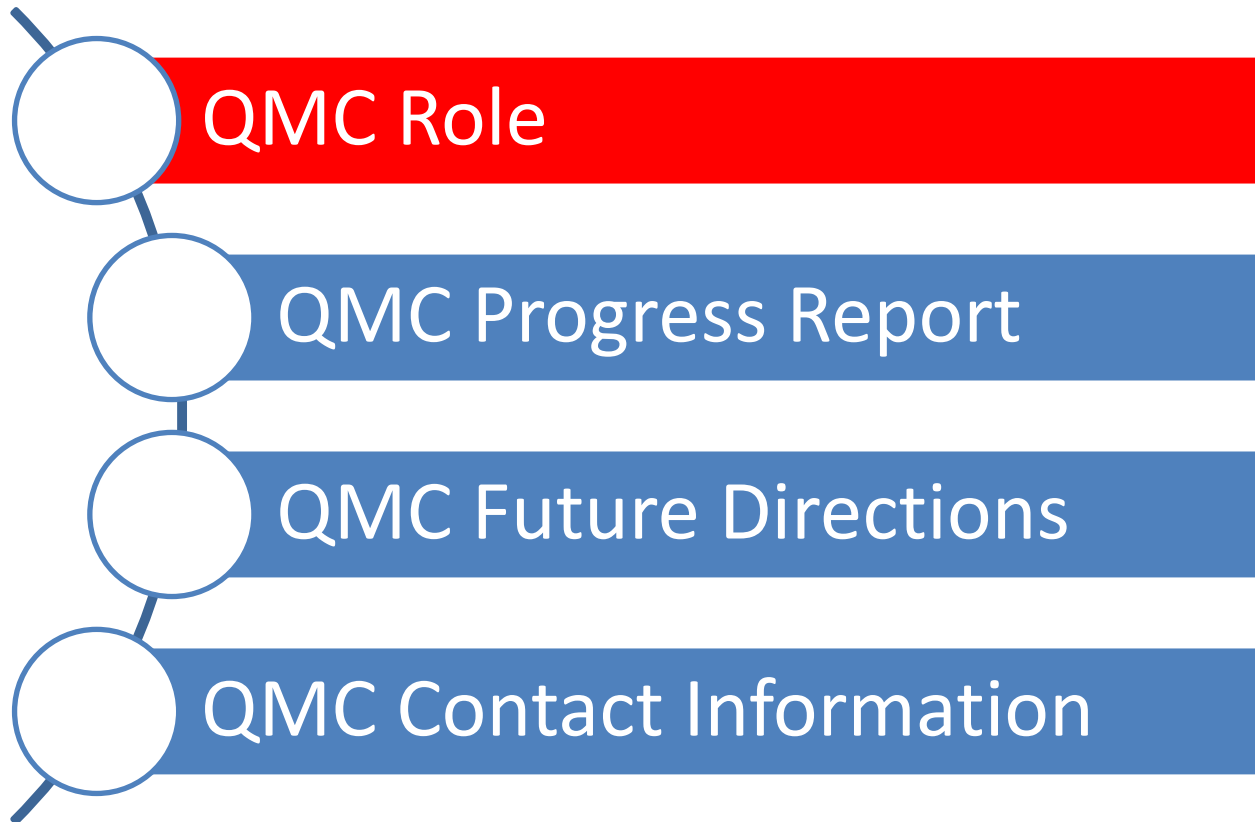 QMC Role
QMC Progress Report
QMC Future Directions
QMC Contact Information